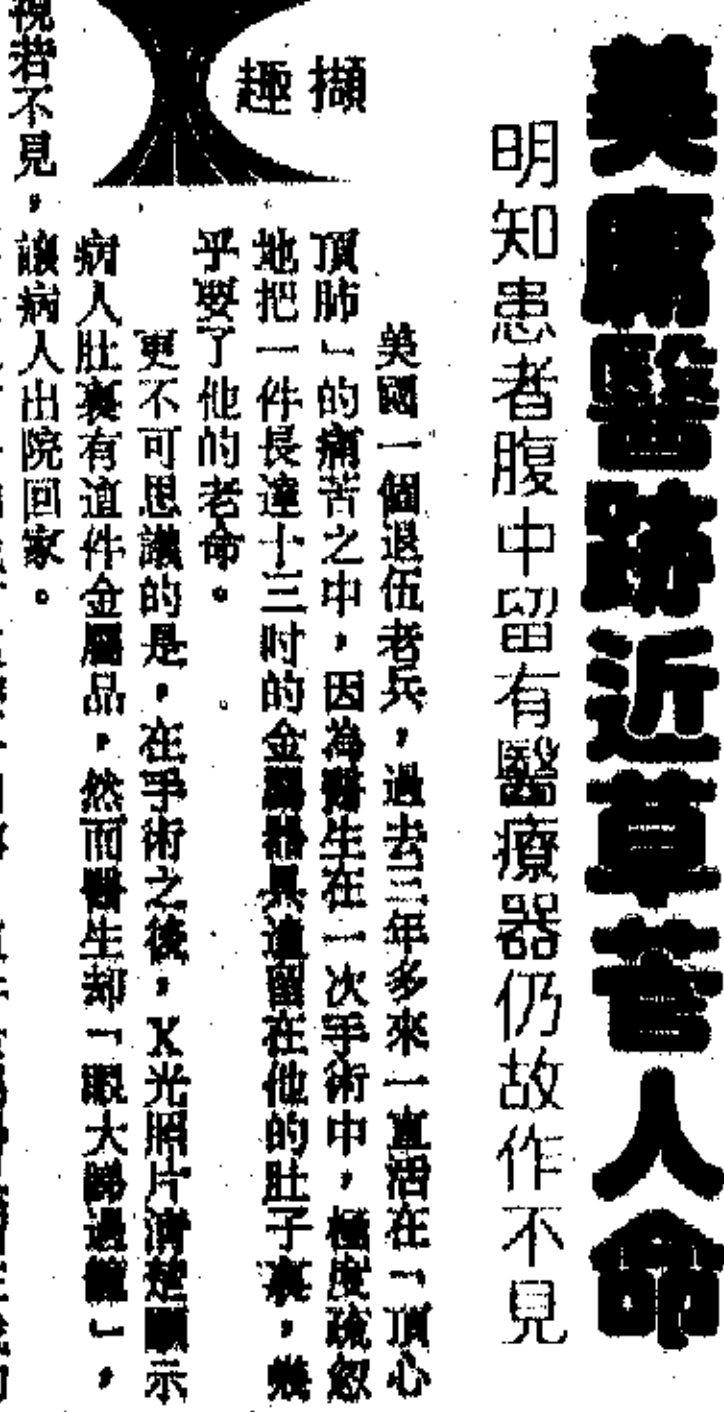 美庸醫跡近草菅人命
明知患者腹中留有醫療器仍故作不見
擷趣
美國一個退伍老兵，過去三年多來一直活在「頂心
頂肺」的痛苦之中，因為醫生在一次手術中，極度疏忽
地把一件長達十三吋的金屬器具遺留在他的肚子裏，幾
乎要了他的老命。
更不可思議的是，在手術之後，X光照片清楚顯示
病人肚裏有這件金屬品，然而醫生却「眼大睇過籠」，
視若不見，讓病人出院回家。